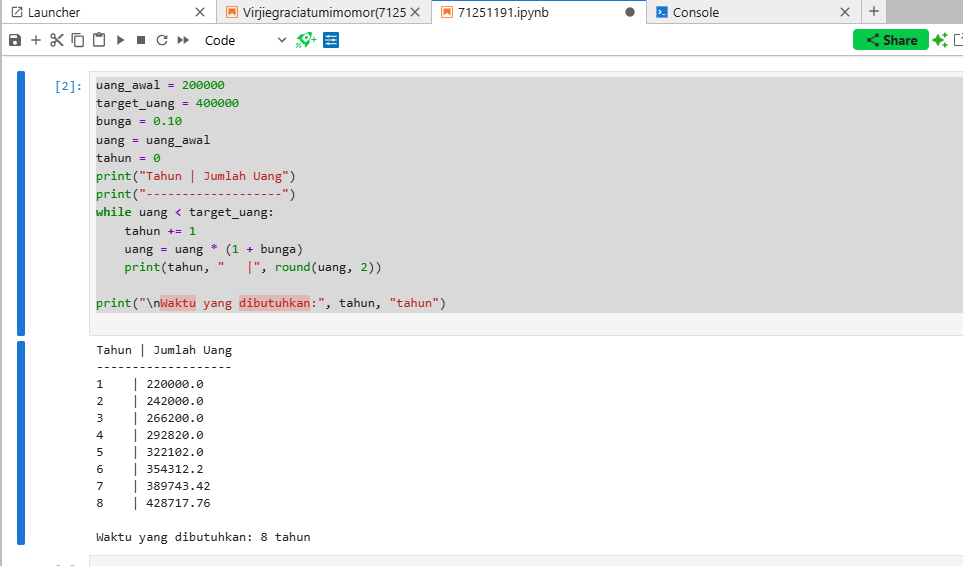 Launcher
Virjiegraciatumimomor(7125
71251191.ipynb
Console
Code
Share
[2]:
uang_awal = 200000
target_uang = 400000
bunga = 0.10
uang = uang_awal
tahun = 0
print("Tahun | Jumlah Uang")
print("-------------------")
while uang < target_uang:
    tahun += 1
    uang = uang * (1 + bunga)
    print(tahun, "   |", round(uang, 2))
print("\nWaktu yang dibutuhkan:", tahun, "tahun")
Tahun | Jumlah Uang
-------------------
1    | 220000.0
2    | 242000.0
3    | 266200.0
4    | 292820.0
5    | 322102.0
6    | 354312.2
7    | 389743.42
8    | 428717.76
Waktu yang dibutuhkan: 8 tahun